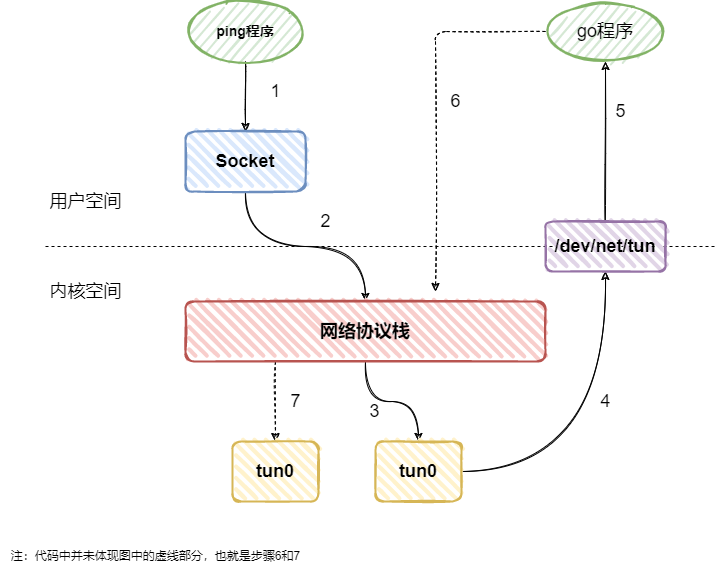 ping程序
go程序
1
6
5
Socket
用户空间
2
/dev/net/tun
内核空间
网络协议栈
7
3
4
tun0
tun0
注：代码中并未体现图中的虚线部分，也就是步骤6和7